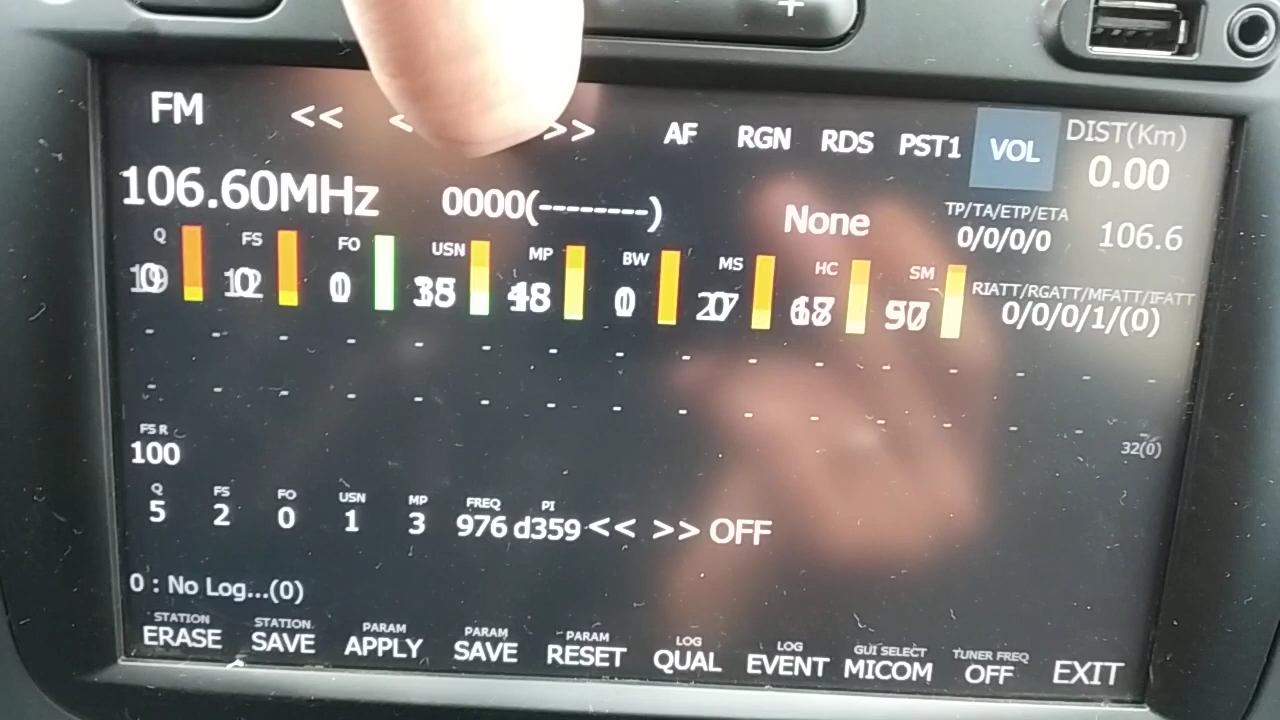 +
FM << < >> AF RGN RDS PST1 VOL DIST(Km)
0.00
106.60MHz 0000(--------) None TP/TA/ETP/ETA
0/0/0/0 106.6
Q FS FO USN MP BW MS HC SM RIATT/RGATT/MFATT/IFATT
0/0/0/1/(0)
- - - - - - - - - - - - - - - -
- - - - - - - - - - - - - - - -
FS R
100
32(0)
Q FS FO USN MP FREQ PI
5 2 0 1 3 976 d359 << >> OFF
0 : No Log...(0)
STATION STATION PARAM PARAM PARAM LOG LOG GUI SELECT TUNER FREQ
ERASE SAVE APPLY SAVE RESET QUAL EVENT MICOM OFF EXIT